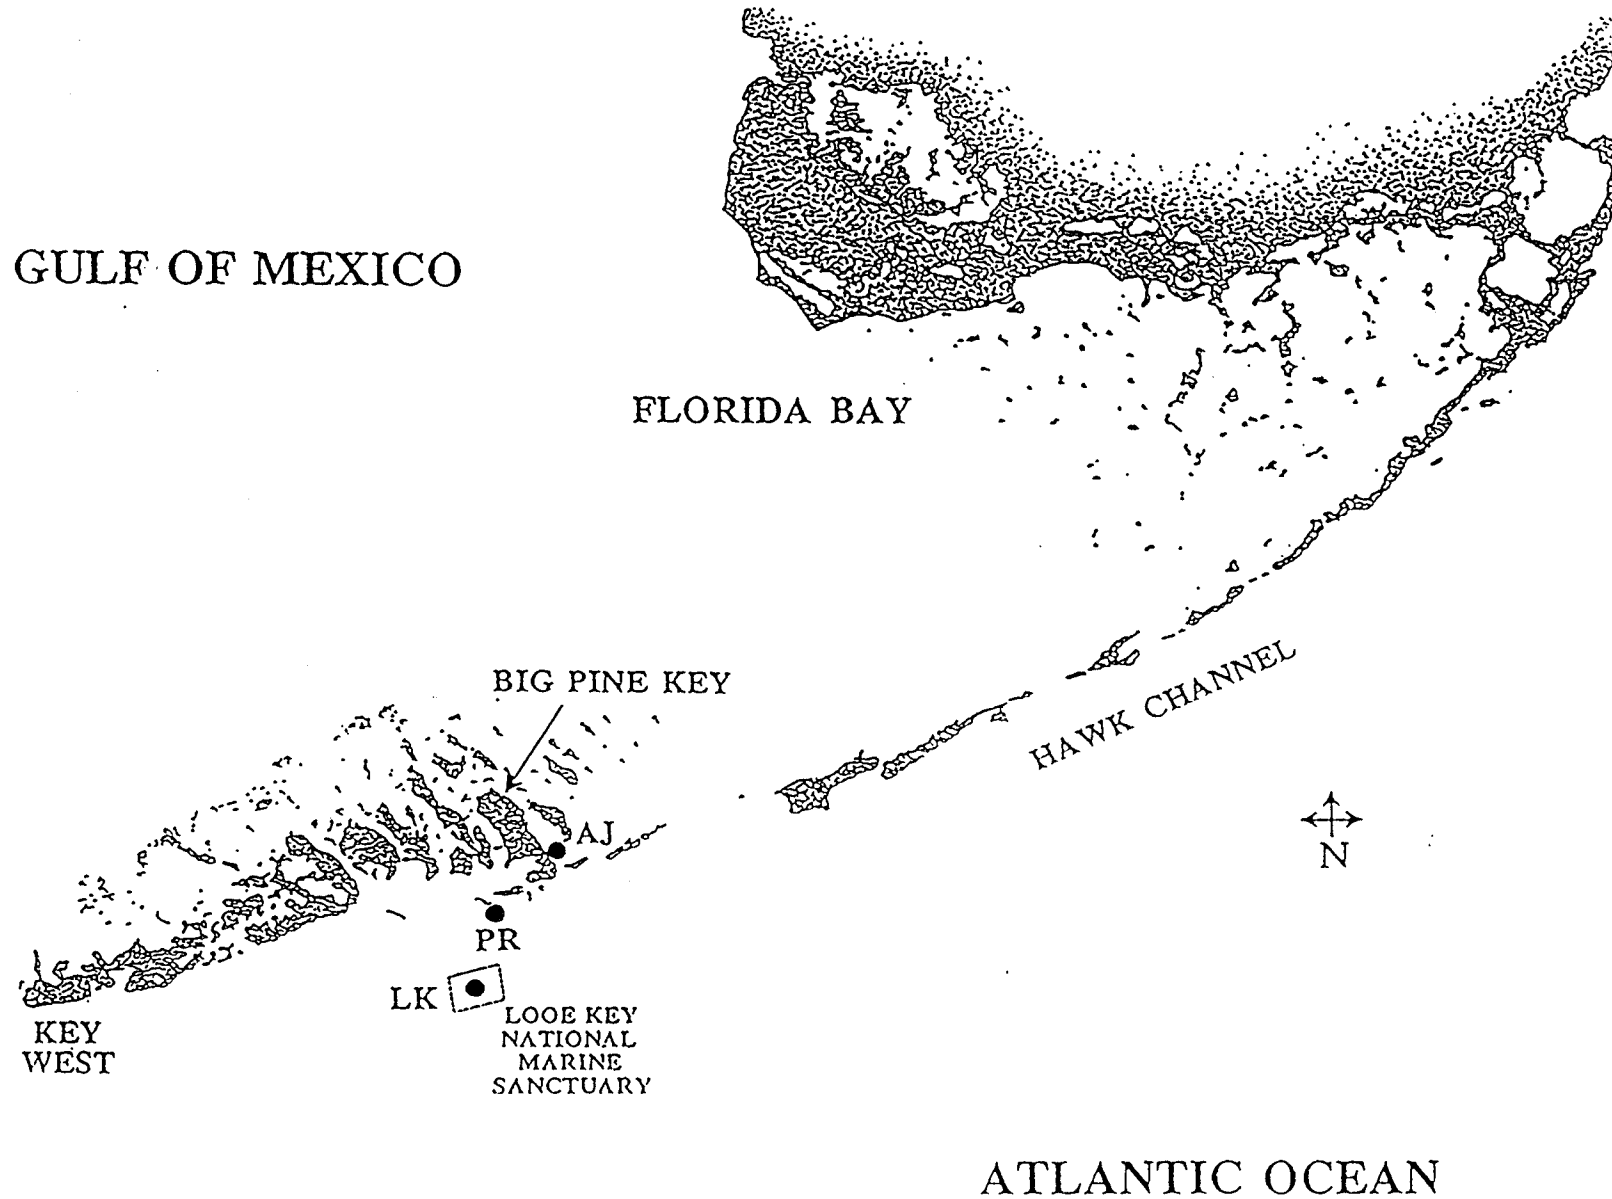 GULF OF MEXICO
FLORIDA BAY
BIG PINE KEY
HAWK CHANNEL
N
AJ
PR
LK
LOOE KEY
NATIONAL
MARINE
SANCTUARY
KEY
WEST
ATLANTIC OCEAN